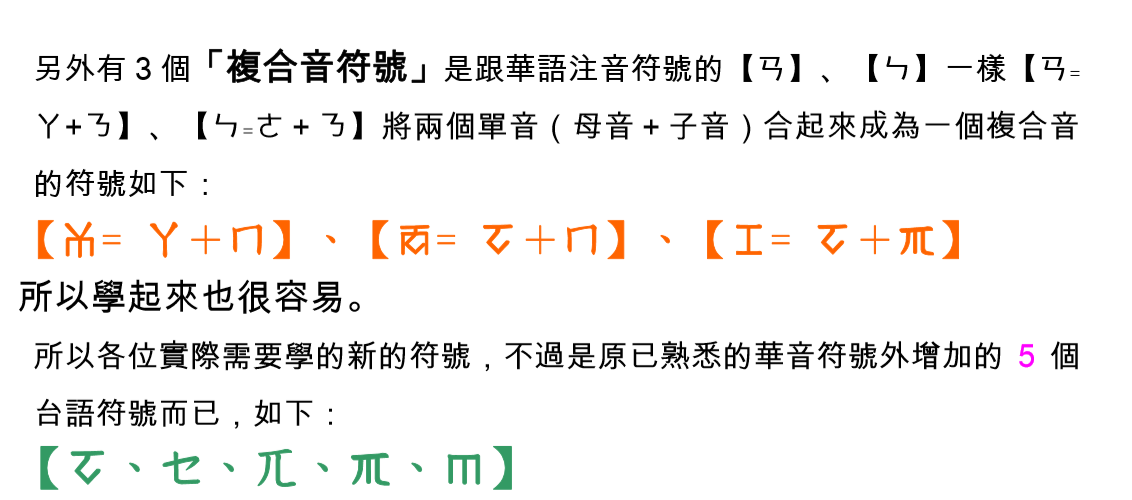 另外有 3 個「複合音符號」是跟華語注音符號的【ㄢ】、【ㄣ】一樣【ㄢ=
ㄚ+ㄋ】、【ㄣ=ㄜ + ㄋ】將兩個單音 ( 母音 + 子音 ) 合起來成為一個複合音
的符號如下：
【ㆰ= ㄚ＋ㄇ】、【ㆱ= ㆦ＋ㄇ】、【ㆲ= ㆦ＋ㆭ】
所以學起來也很容易。
所以各位實際需要學的新的符號，不過是原已熟悉的華音符號外增加的 5 個
台語符號而已，如下：
【ㆦ、ㆤ、ㄫ、ㆭ、ㆬ】